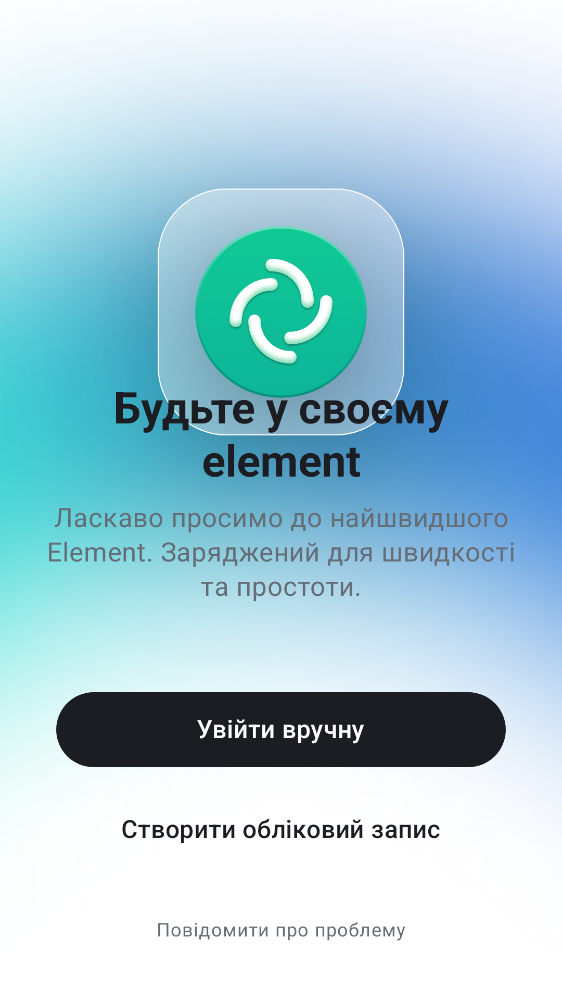 Будьте у своєму
element
Ласкаво просимо до найшвидшого
Element. Заряджений для швидкості
та простоти.
Увійти вручну
Створити обліковий запис
Повідомити про проблему